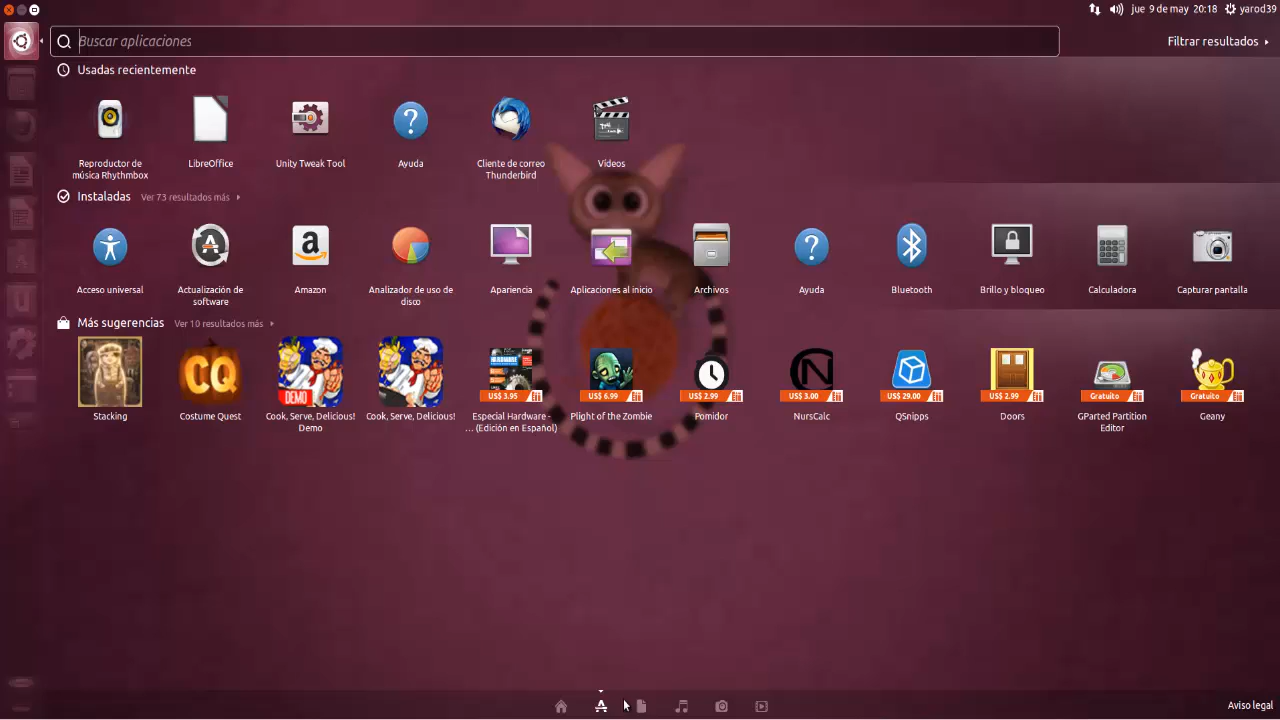 jue 9 de may 20:18 yarod39
Buscar aplicaciones
Filtrar resultados
Usadas recientemente
Reproductor de música Rhythmbox
LibreOffice
Unity Tweak Tool
Ayuda
Cliente de correo Thunderbird
Vídeos
Instaladas Ver 73 resultados más
Acceso universal
Actualización de software
Amazon
Analizador de uso de disco
Apariencia
Aplicaciones al inicio
Archivos
Ayuda
Bluetooth
Brillo y bloqueo
Calculadora
Capturar pantalla
Más sugerencias Ver 10 resultados más
CQ
DEMO
US$ 3.95
US$ 6.99
US$ 2.99
US$ 3.00
US$ 29.00
US$ 2.99
Gratuito
Gratuito
Stacking
Costume Quest
Cook, Serve, Delicious! Demo
Cook, Serve, Delicious!
Especial Hardware - ... (Edición en Español)
Plight of the Zombie
Pomidor
NursCalc
QSnipps
Doors
GParted Partition Editor
Geany
Aviso legal